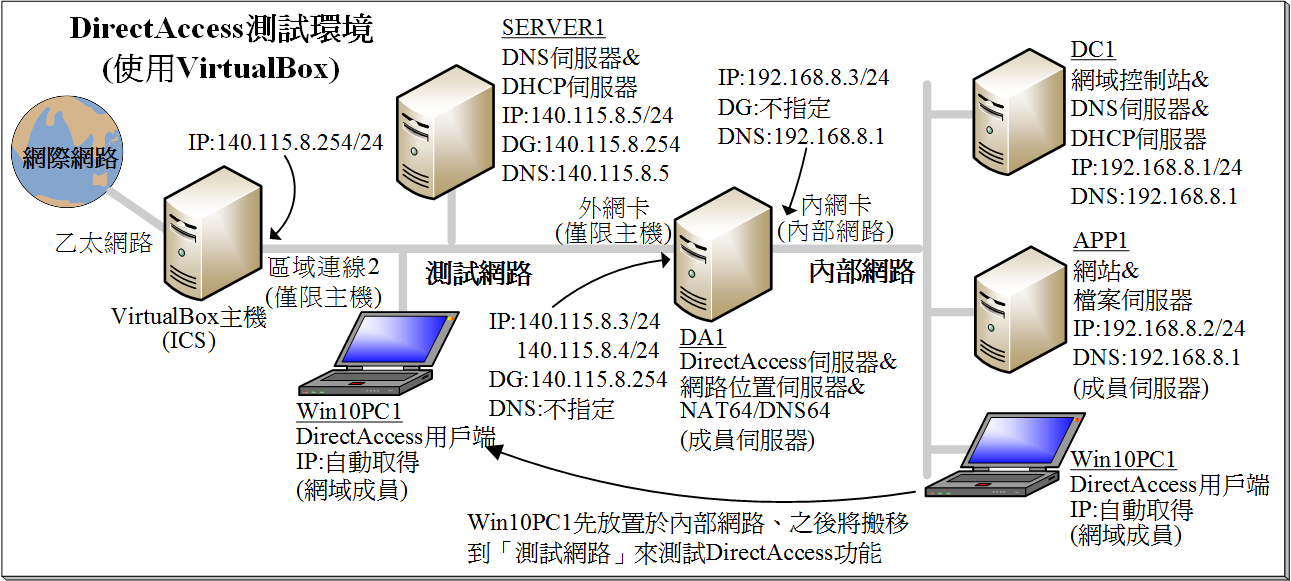 DirectAccess測試環境
(使用VirtualBox)
網際網路
乙太網路
IP:140.115.8.254/24
區域連線2
(僅限主機)
VirtualBox主機
(ICS)
SERVER1
DNS伺服器&
DHCP伺服器
IP:140.115.8.5/24
DG:140.115.8.254
DNS:140.115.8.5
測試網路
Win10PC1
DirectAccess用戶端
IP:自動取得
(網域成員)
外網卡
(僅限主機)
IP:140.115.8.3/24
140.115.8.4/24
DG:140.115.8.254
DNS:不指定
IP:192.168.8.3/24
DG:不指定
DNS:192.168.8.1
內網卡
(內部網路)
DA1
DirectAccess伺服器&
網路位置伺服器&
NAT64/DNS64
(成員伺服器)
內部網路
DC1
網域控制站&
DNS伺服器&
DHCP伺服器
IP:192.168.8.1/24
DNS:192.168.8.1
APP1
網站&
檔案伺服器
IP:192.168.8.2/24
DNS:192.168.8.1
(成員伺服器)
Win10PC1
DirectAccess用戶端
IP:自動取得
(網域成員)
Win10PC1先放置於內部網路、之後將搬移
到「測試網路」來測試DirectAccess功能